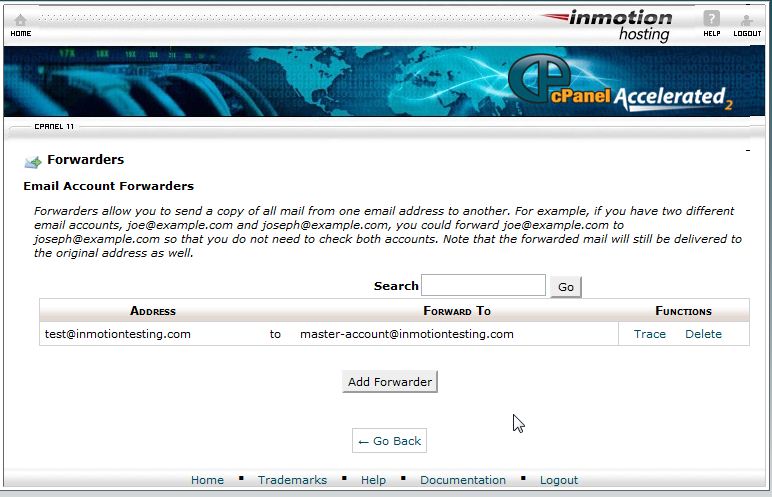 inmotion
hosting
HOME
HELP
LOGOUT
cPanel Accelerated2
CPANEL 11
Forwarders
Email Account Forwarders
Forwarders allow you to send a copy of all mail from one email address to another. For example, if you have two different
email accounts, joe@example.com and joseph@example.com, you could forward joe@example.com to
joseph@example.com so that you do not need to check both accounts. Note that the forwarded mail will still be delivered to
the original address as well.
Search Go
Address Forward To Functions
test@inmotiontesting.com to master-account@inmotiontesting.com Trace Delete
Add Forwarder
← Go Back
Home ▪ Trademarks ▪ Help ▪ Documentation ▪ Logout